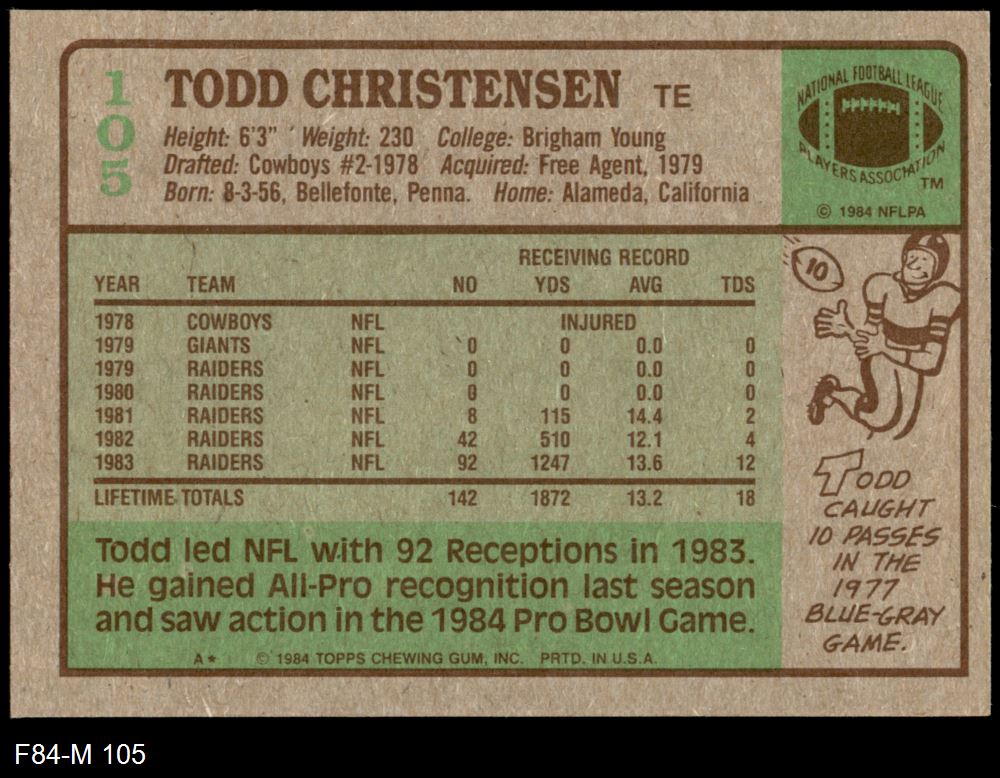 105
TODD CHRISTENSEN TE
Height: 6'3" Weight: 230 College: Brigham Young
Drafted: Cowboys #2-1978 Acquired: Free Agent, 1979
Born: 8-3-56, Bellefonte, Penna. Home: Alameda, California
NATIONAL FOOTBALL LEAGUE
PLAYERS ASSOCIATION
TM
© 1984 NFLPA
RECEIVING RECORD
YEAR TEAM NO YDS AVG TDS
1978 COWBOYS NFL INJURED
1979 GIANTS NFL 0 0 0.0 0
1979 RAIDERS NFL 0 0 0.0 0
1980 RAIDERS NFL 0 0 0.0 0
1981 RAIDERS NFL 8 115 14.4 2
1982 RAIDERS NFL 42 510 12.1 4
1983 RAIDERS NFL 92 1247 13.6 12
LIFETIME TOTALS 142 1872 13.2 18
10
TODD
CAUGHT
10 PASSES
IN THE
1977
BLUE-GRAY
GAME.
Todd led NFL with 92 Receptions in 1983.
He gained All-Pro recognition last season
and saw action in the 1984 Pro Bowl Game.
A* © 1984 TOPPS CHEWING GUM, INC. PRTD. IN U.S.A.
F84-M 105